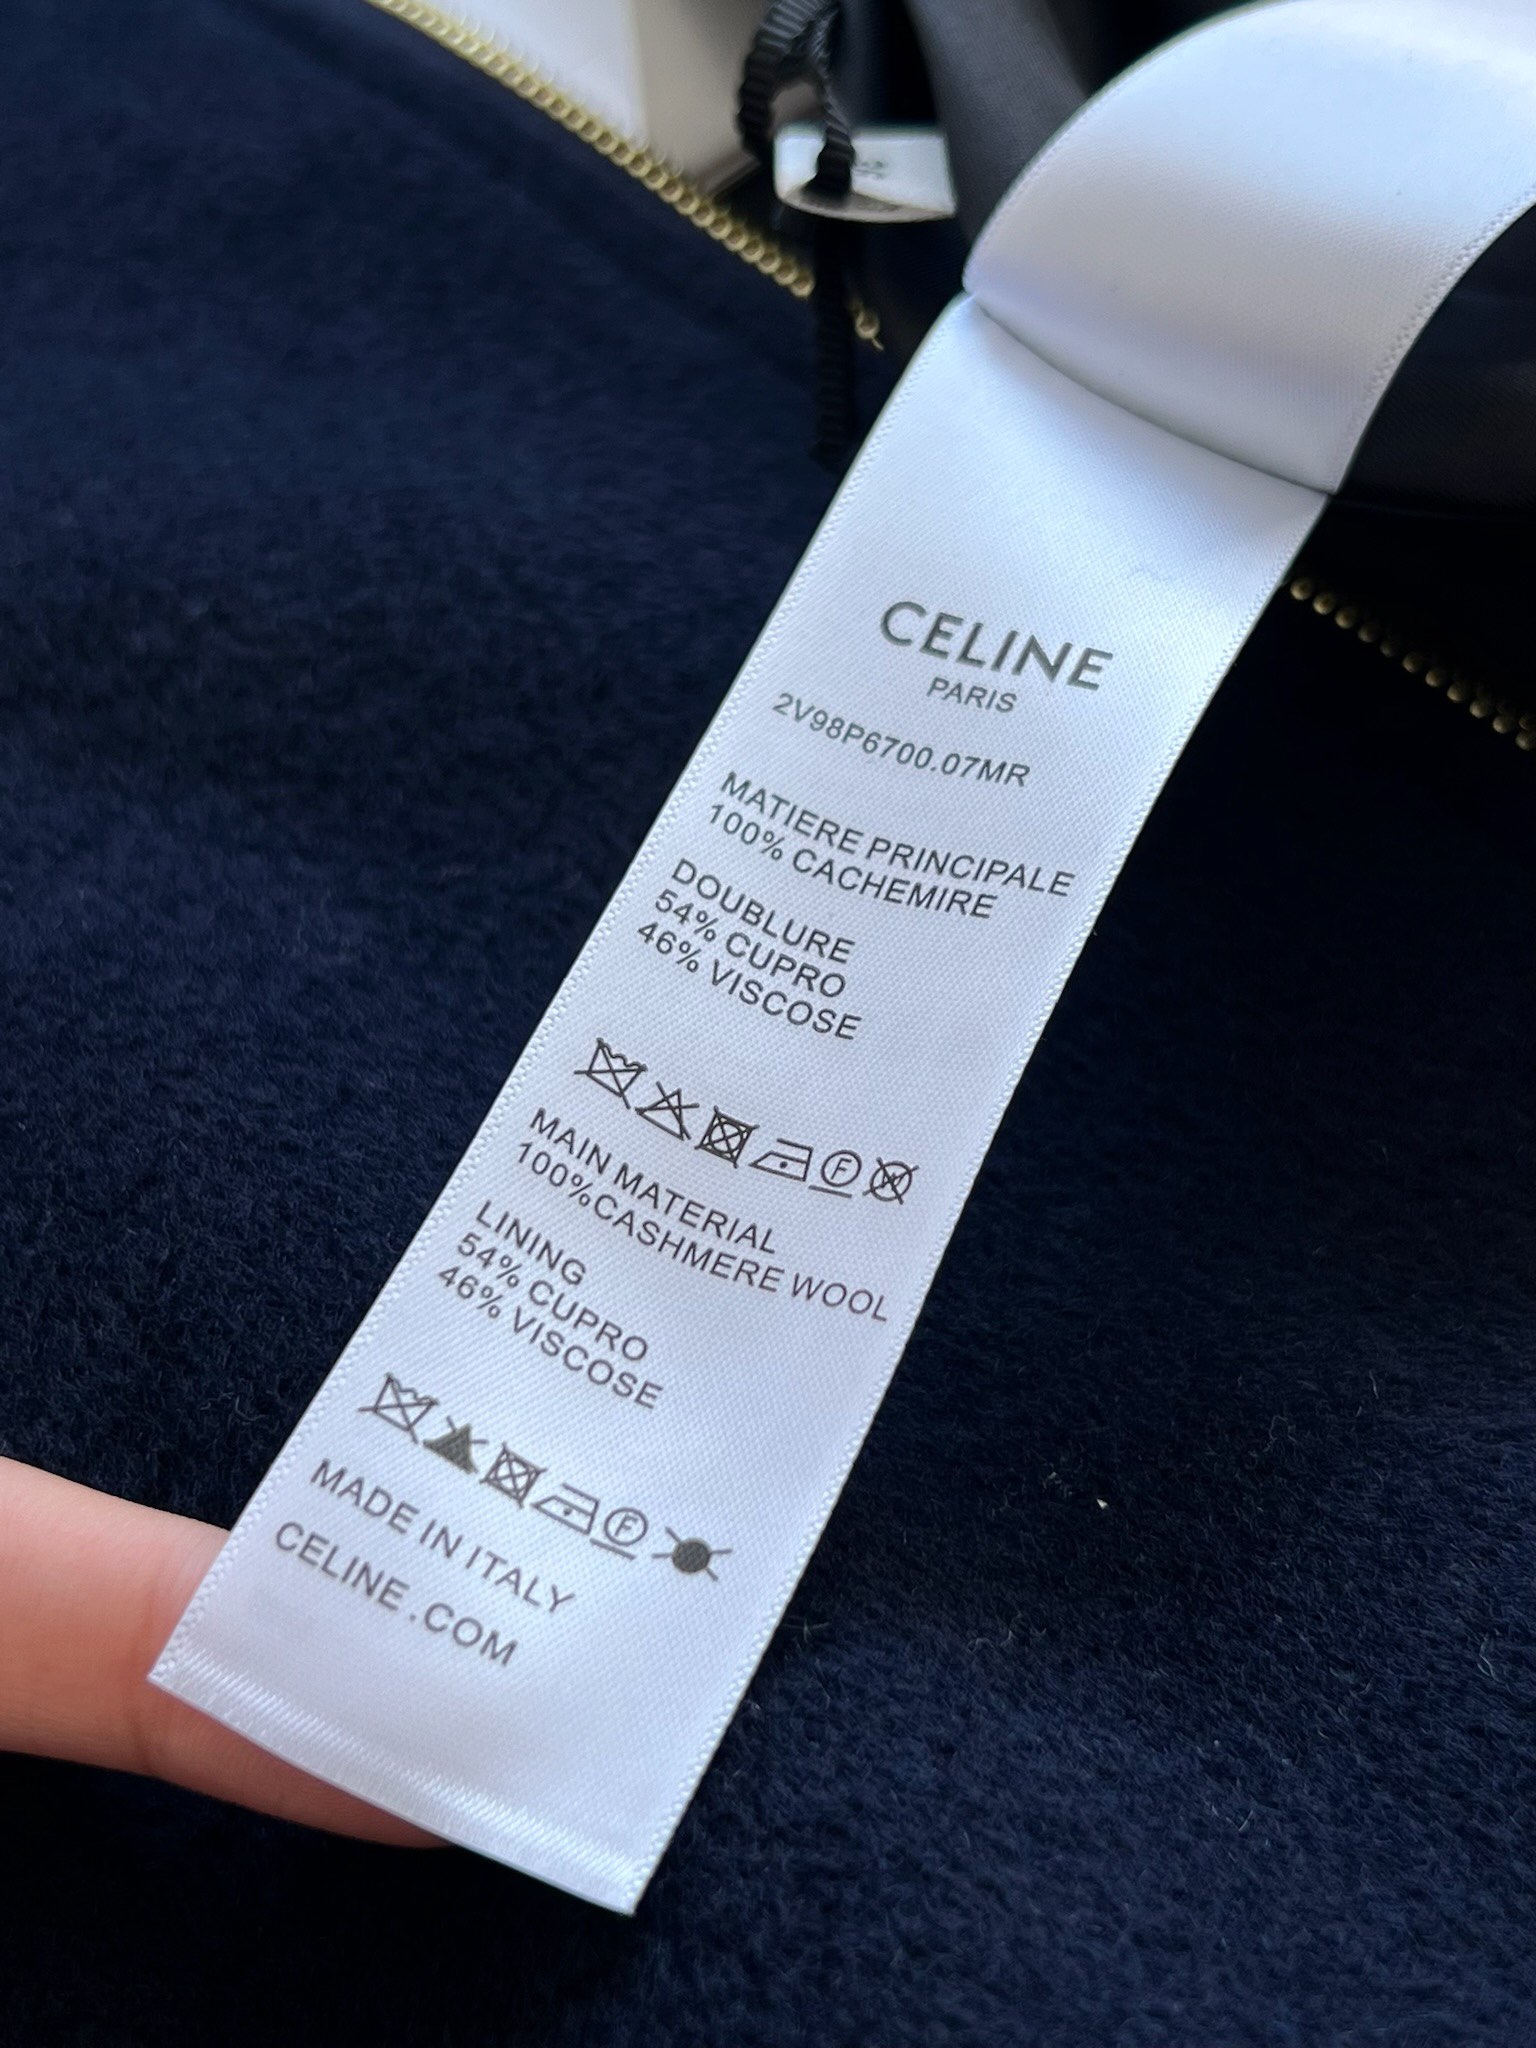 CELINE
PARIS
2V98P6700.07MR
MATIERE PRINCIPALE
100% CACHEMIRE
DOUBLURE
54% CUPRO
46% VISCOSE
F
MAIN MATERIAL
100%CASHMERE WOOL
LINING
54% CUPRO
46% VISCOSE
F
MADE IN ITALY
CELINE.COM